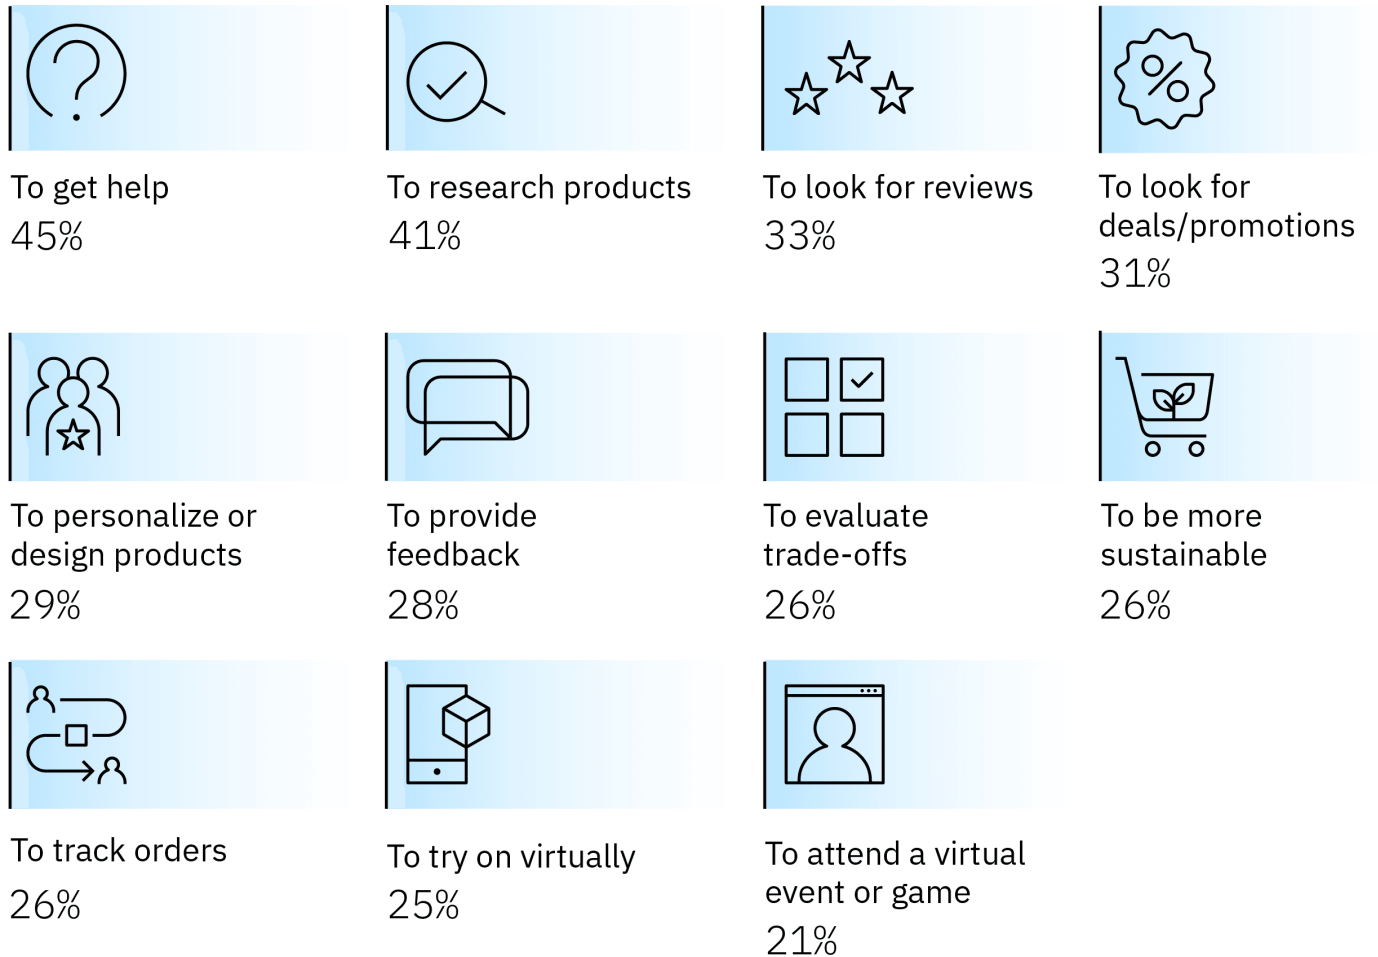 To get help
45%
To research products
41%
To look for reviews
33%
To look for
deals/promotions
31%
To personalize or
design products
29%
To provide
feedback
28%
To evaluate
trade-offs
26%
To be more
sustainable
26%
To track orders
26%
To try on virtually
25%
To attend a virtual
event or game
21%